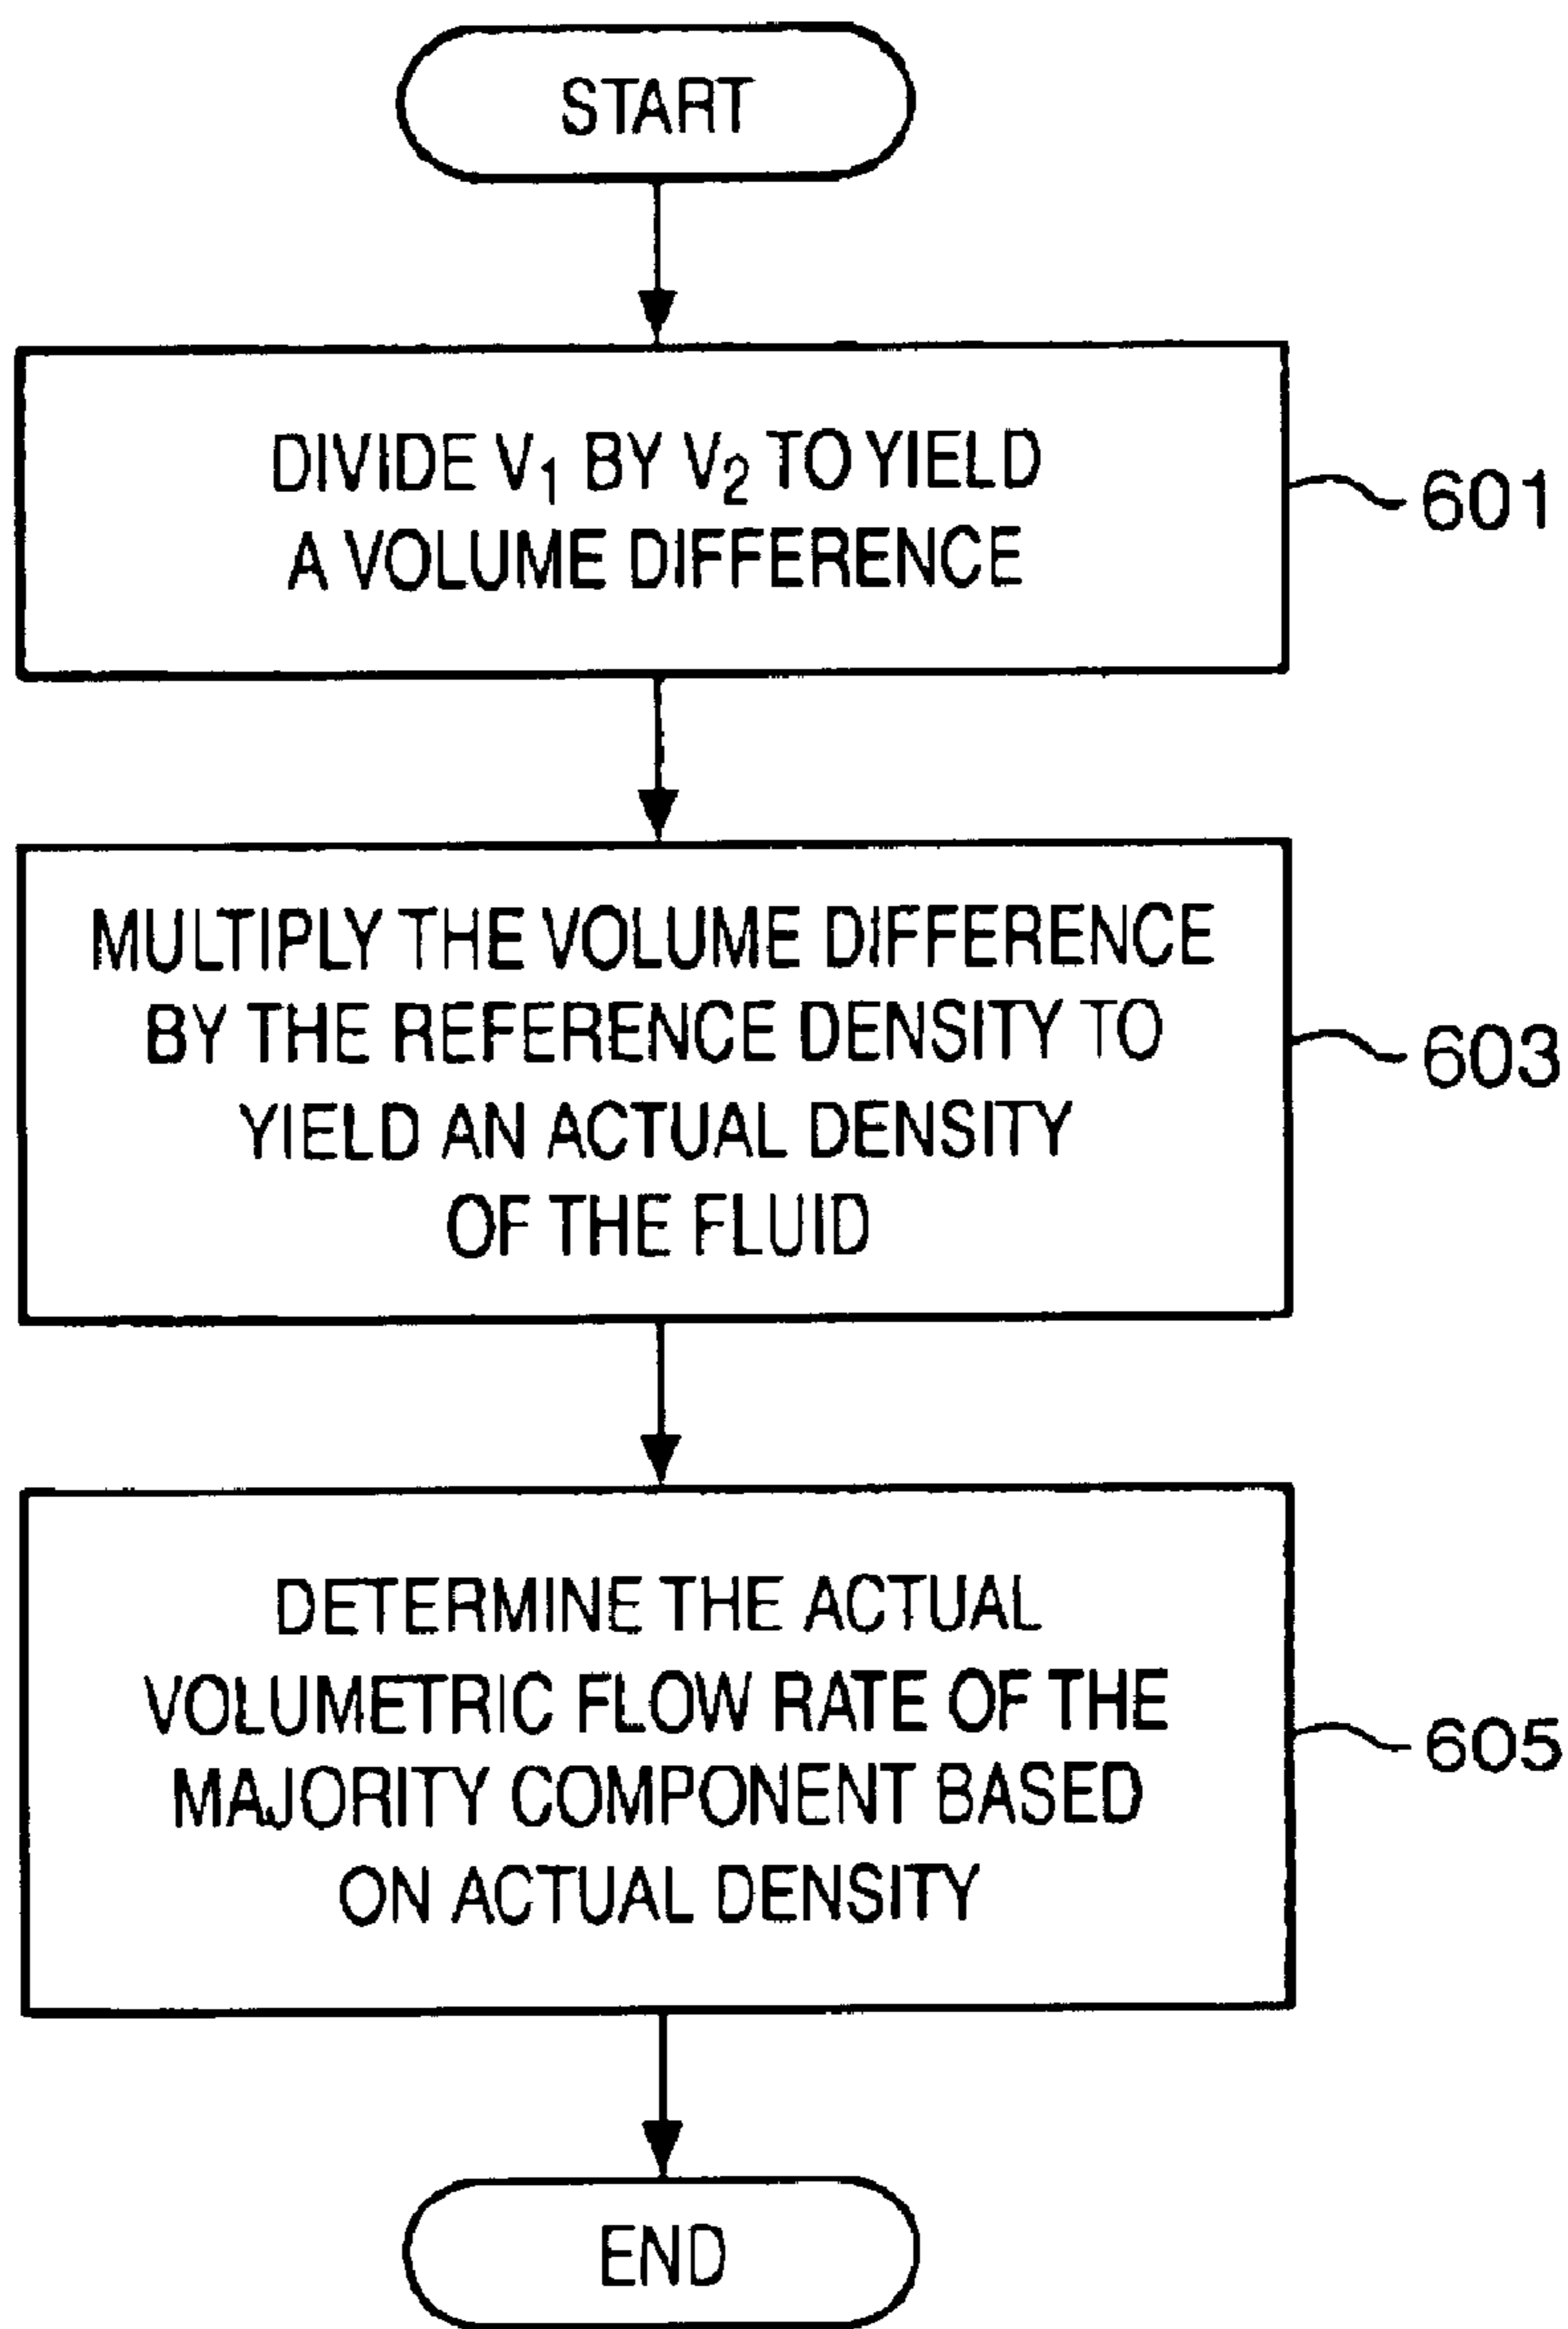 START
DIVIDE V₁ BY V₂ TO YIELD
A VOLUME DIFFERENCE
601
MULTIPLY THE VOLUME DIFFERENCE
BY THE REFERENCE DENSITY TO
YIELD AN ACTUAL DENSITY
OF THE FLUID
603
DETERMINE THE ACTUAL
VOLUMETRIC FLOW RATE OF THE
MAJORITY COMPONENT BASED
ON ACTUAL DENSITY
605
END